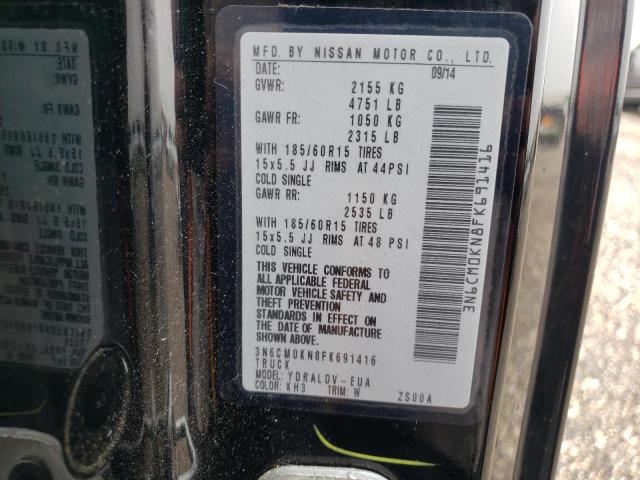 MFD. BY NISSAN MOTOR CO., LTD.
DATE: 09/14
GVWR: 2155 KG
4751 LB
GAWR FR: 1050 KG
2315 LB
WITH 185/60R15 TIRES
15x5.5 JJ RIMS AT 44PSI
COLD SINGLE
GAWR RR: 1150 KG
2535 LB
WITH 185/60R15 TIRES
15x5.5 JJ RIMS AT 48 PSI
COLD SINGLE
THIS VEHICLE CONFORMS TO
ALL APPLICABLE FEDERAL
MOTOR VEHICLE SAFETY AND
THEFT PREVENTION
STANDARDS IN EFFECT ON
THE DATE OF MANUFACTURE
SHOWN ABOVE.
3N6CM0KN8FK691416
TRUCK
MODEL: YDRALDV-EUA
COLOR: KH3 TRIM: W ZS00A
3N6CM0KN8FK691416